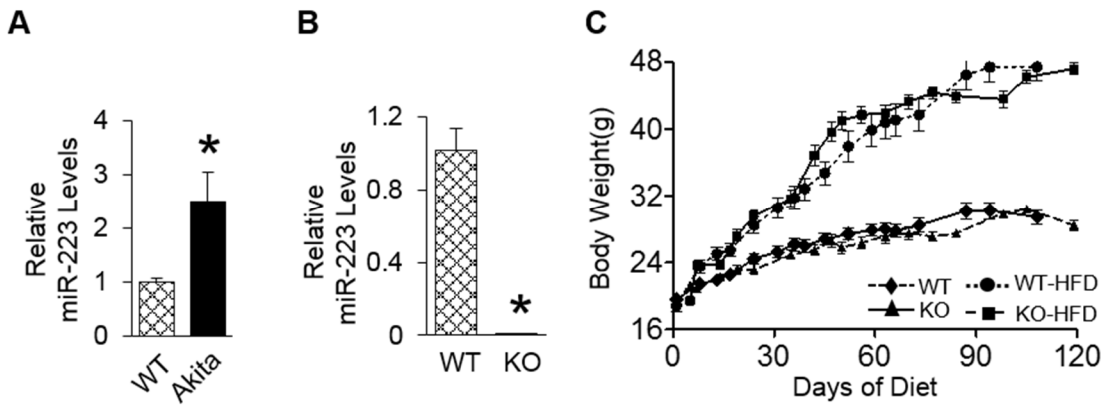 A
Relative
miR-223 Levels
4
3
2
1
0
*
WT
Akita
B
Relative
miR-223 Levels
1.2
0.8
0.4
0
*
WT
KO
C
Body Weight(g)
48
40
32
24
16
WT
WT-HFD
KO
KO-HFD
0
30
60
90
120
Days of Diet